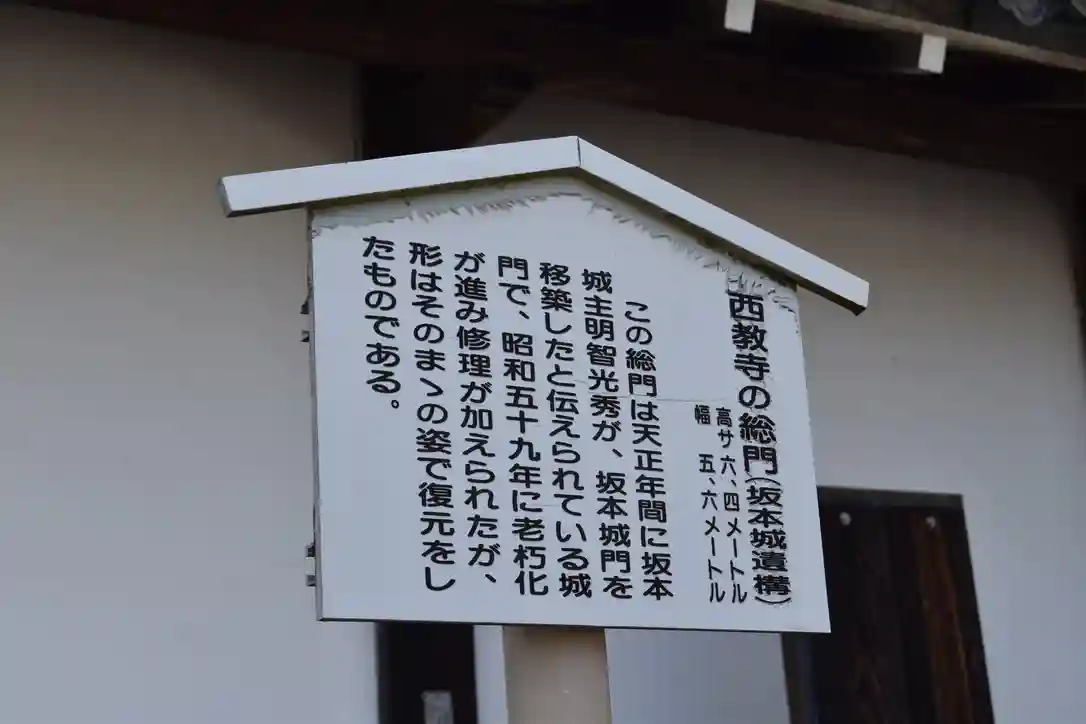 西教寺の総門(坂本城遺構)
高サ六、四メートル
幅 五、六メートル
この総門は天正年間に坂本
城主明智光秀が、坂本城門を
移築したと伝えられている城
門で、昭和五十九年に老朽化
が進み修理が加えられたが、
形はそのまゝの姿で復元をし
たものである。